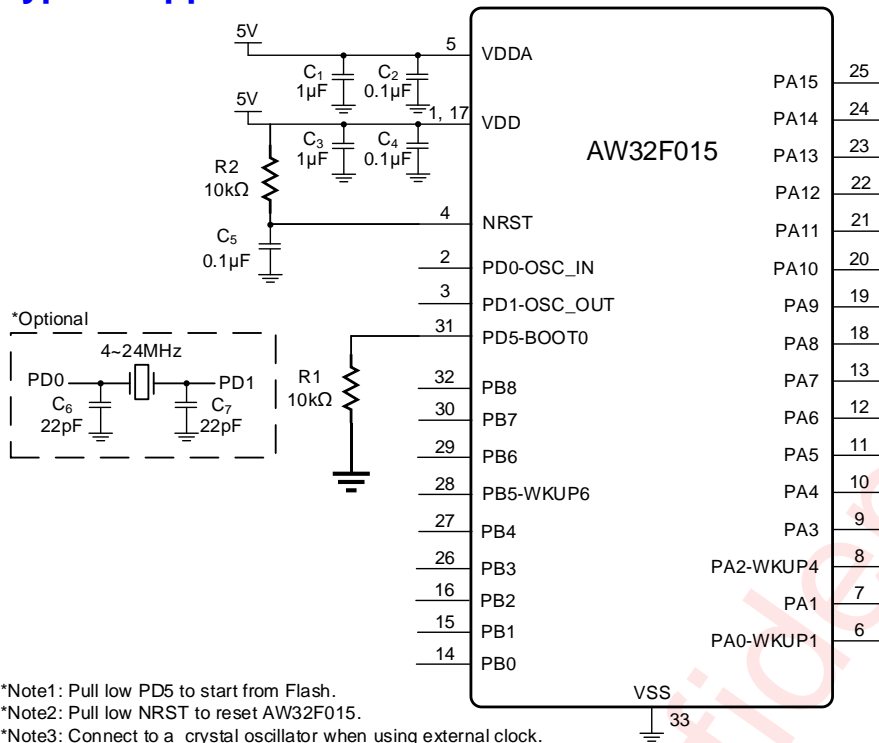 5V
5
VDDA
C1
1µF
C2
0.1µF
5V
1, 17
VDD
C3
1µF
C4
0.1µF
R2
10kΩ
4
NRST
C5
0.1µF
2
PD0-OSC_IN
3
PD1-OSC_OUT
31
PD5-BOOT0
R1
10kΩ
32
PB8
30
PB7
29
PB6
28
PB5-WKUP6
27
PB4
26
PB3
16
PB2
15
PB1
14
PB0
AW32F015
PA15
25
PA14
24
PA13
23
PA12
22
PA11
21
PA10
20
PA9
19
PA8
18
PA7
13
PA6
12
PA5
11
PA4
10
PA3
9
PA2-WKUP4
8
PA1
7
PA0-WKUP1
6
VSS
33
*Optional
4~24MHz
PD0
PD1
C6
22pF
C7
22pF
*Note1: Pull low PD5 to start from Flash.
*Note2: Pull low NRST to reset AW32F015.
*Note3: Connect to a crystal oscillator when using external clock.